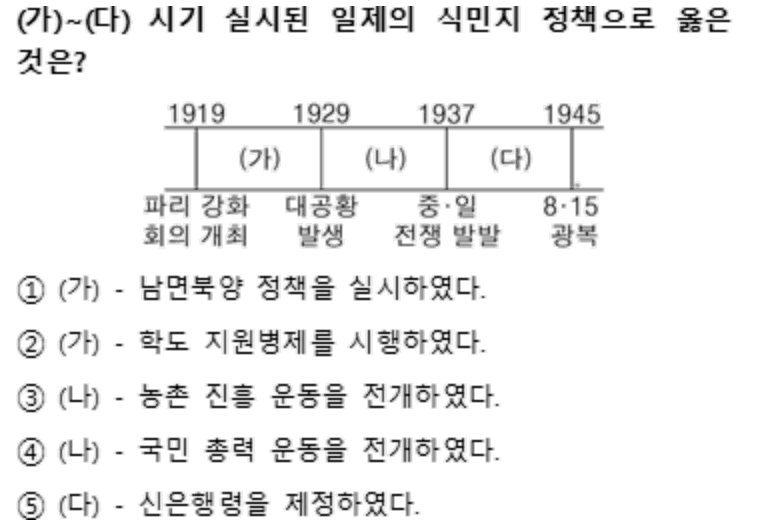 (가)~(다) 시기 실시된 일제의 식민지 정책으로 옳은
것은?
1919 1929 1937 1945
(가) (나) (다)
파리 강화 대공황 중·일 8·15
회의 개최 발생 전쟁 발발 광복
① (가) - 남면북양 정책을 실시하였다.
② (가) - 학도 지원병제를 시행하였다.
③ (나) - 농촌 진흥 운동을 전개하였다.
④ (나) - 국민 총력 운동을 전개하였다.
⑤ (다) - 신은행령을 제정하였다.